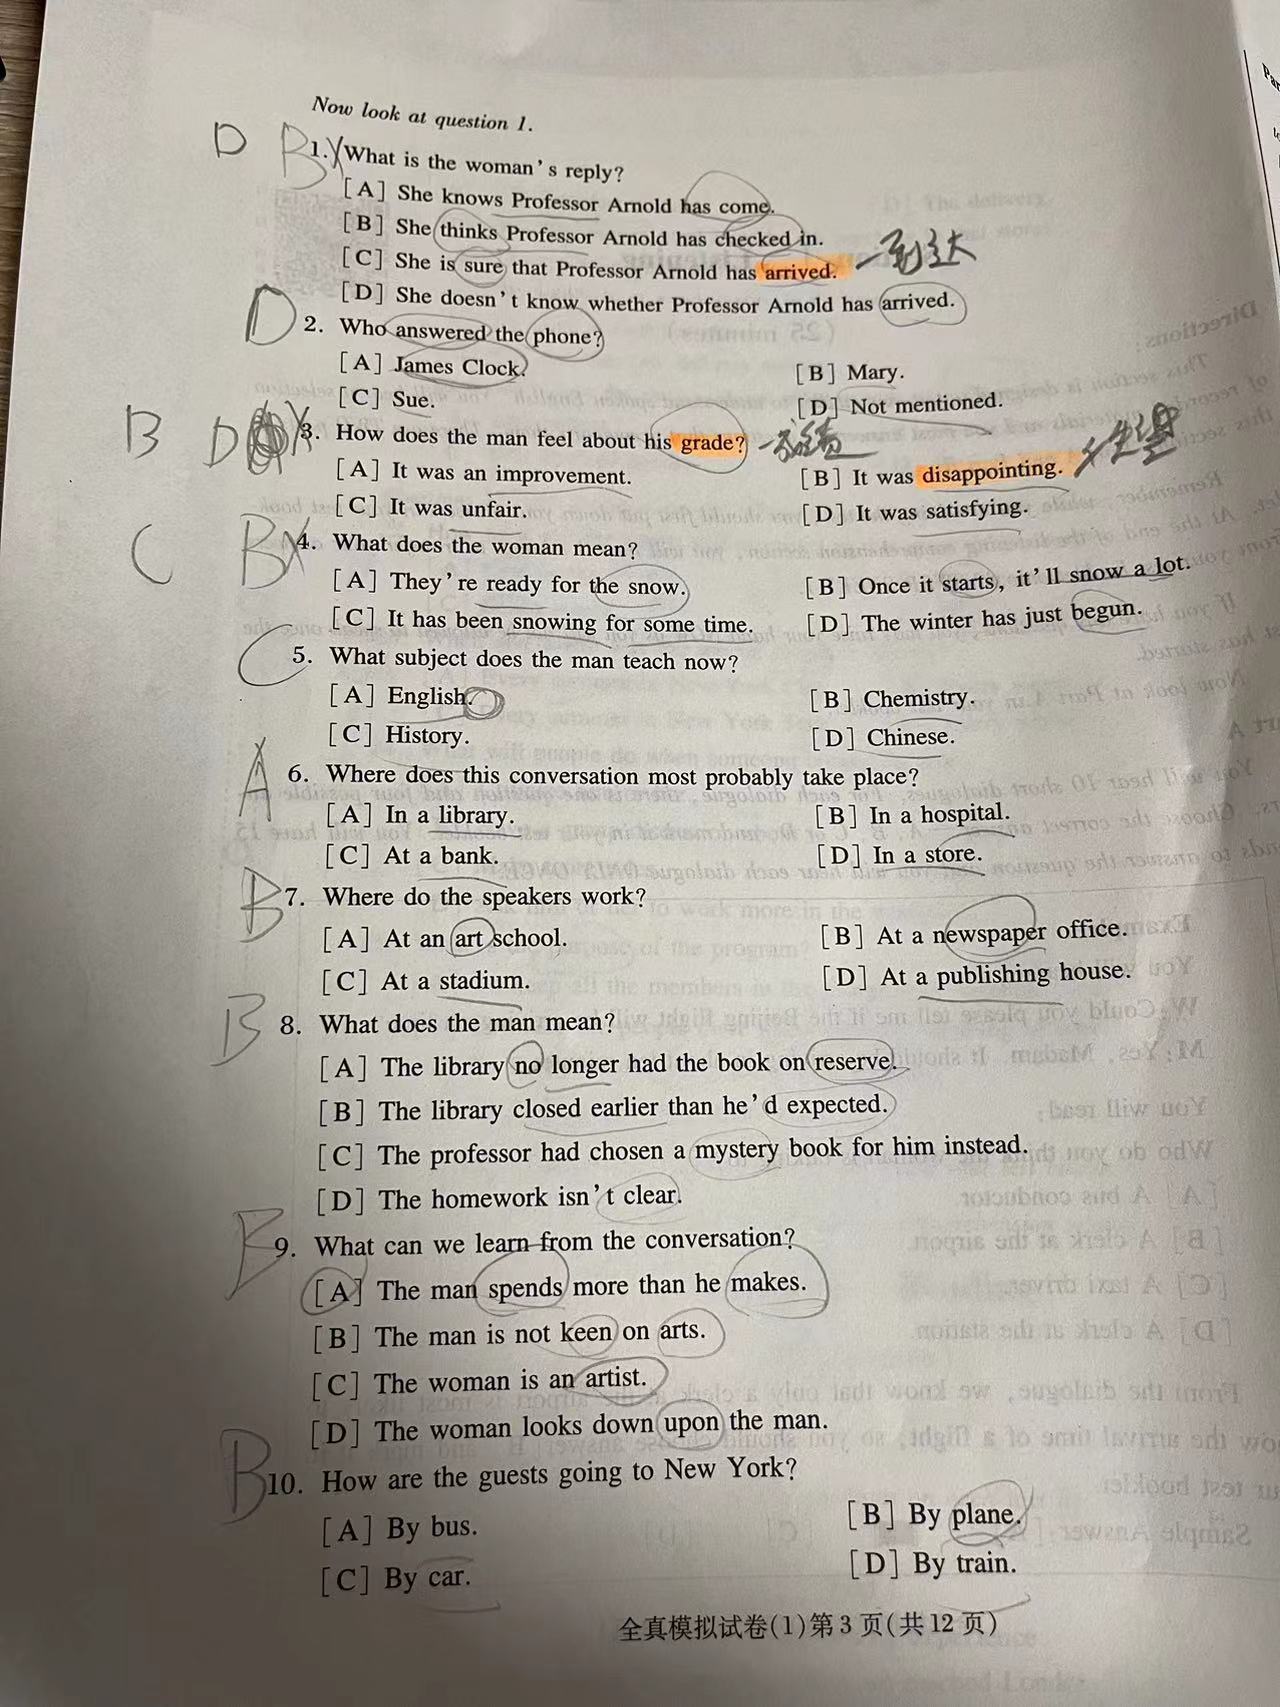 Now look at question 1.
D B 1. What is the woman's reply?
[A] She knows Professor Arnold has come.
[B] She thinks Professor Arnold has checked in.
[C] She is sure that Professor Arnold has arrived. 到达
[D] She doesn't know whether Professor Arnold has arrived.
D 2. Who answered the phone?
[A] James Clock. [B] Mary.
[C] Sue. [D] Not mentioned.
B D 3. How does the man feel about his grade?
[A] It was an improvement. [B] It was disappointing.
[C] It was unfair. [D] It was satisfying.
C B 4. What does the woman mean?
[A] They're ready for the snow. [B] Once it starts, it'll snow a lot.
[C] It has been snowing for some time. [D] The winter has just begun.
C 5. What subject does the man teach now?
[A] English. [B] Chemistry.
[C] History. [D] Chinese.
A 6. Where does this conversation most probably take place?
[A] In a library. [B] In a hospital.
[C] At a bank. [D] In a store.
B 7. Where do the speakers work?
[A] At an art school. [B] At a newspaper office.
[C] At a stadium. [D] At a publishing house.
B 8. What does the man mean?
[A] The library no longer had the book on reserve.
[B] The library closed earlier than he'd expected.
[C] The professor had chosen a mystery book for him instead.
[D] The homework isn't clear.
B 9. What can we learn from the conversation?
[A] The man spends more than he makes.
[B] The man is not keen on arts.
[C] The woman is an artist.
[D] The woman looks down upon the man.
B 10. How are the guests going to New York?
[A] By bus. [B] By plane.
[C] By car. [D] By train.
全真模拟试卷(1)第 3 页(共 12 页)